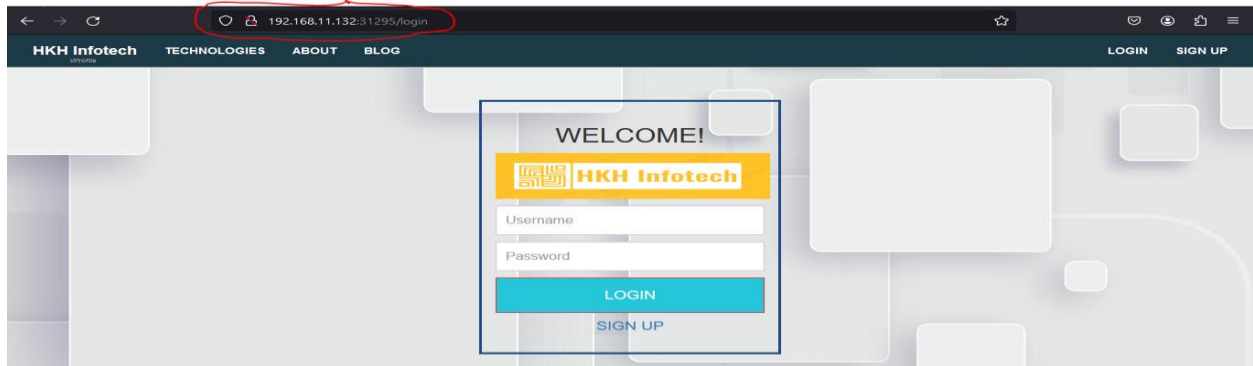 192.168.11.132:31295/login
HKH Infotech TECHNOLOGIES ABOUT BLOG LOGIN SIGN UP
VProfile
WELCOME!
HKH Infotech
Username
Password
LOGIN
SIGN UP